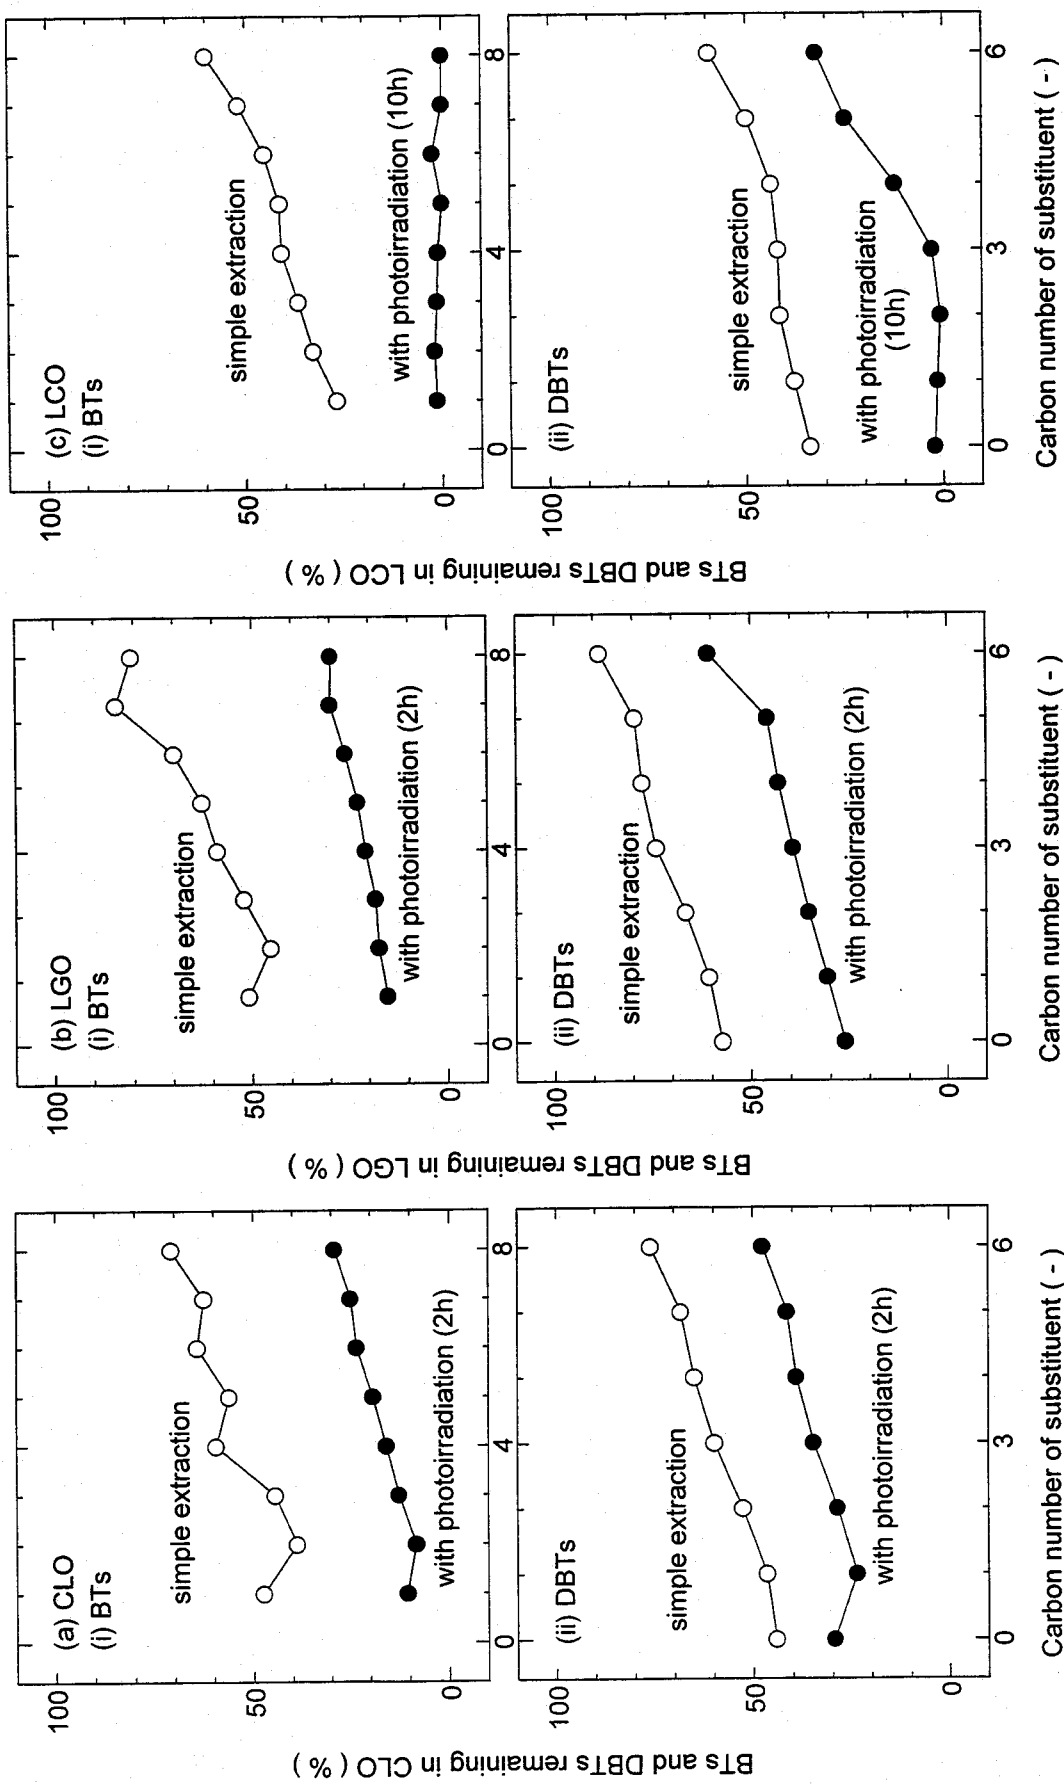 (a) CLO
(i) BTs
simple extraction
with photoirradiation (2h)
100
50
0
0
4
8
(ii) DBTs
simple extraction
with photoirradiation (2h)
100
50
0
0
3
6
BTs and DBTs remaining in CLO ( % )
Carbon number of substituent ( - )
(b) LGO
(i) BTs
simple extraction
with photoirradiation (2h)
100
50
0
0
4
8
(ii) DBTs
simple extraction
with photoirradiation (2h)
100
50
0
0
3
6
BTs and DBTs remaining in LGO ( % )
Carbon number of substituent ( - )
(c) LCO
(i) BTs
simple extraction
with photoirradiation (10h)
100
50
0
0
4
8
(ii) DBTs
simple extraction
with photoirradiation
(10h)
100
50
0
0
3
6
BTs and DBTs remaining in LCO ( % )
Carbon number of substituent ( - )